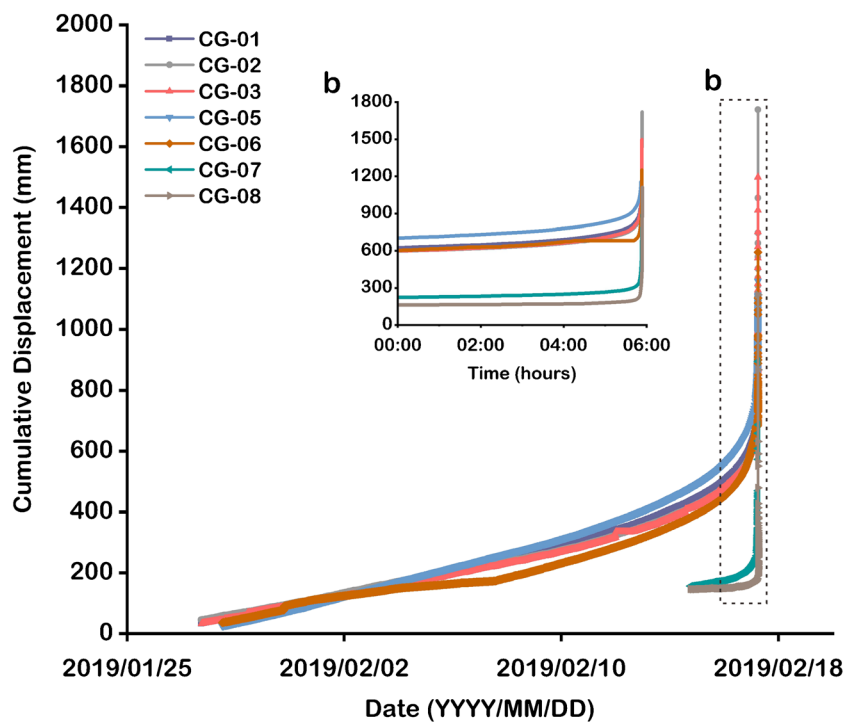 2000
1800
1600
1400
1200
1000
800
600
400
200
0
Cumulative Displacement (mm)
CG-01
CG-02
CG-03
CG-05
CG-06
CG-07
CG-08
b
1800
1500
1200
900
600
300
0
00:00 02:00 04:00 06:00
Time (hours)
b
2019/01/25 2019/02/02 2019/02/10 2019/02/18
Date (YYYY/MM/DD)